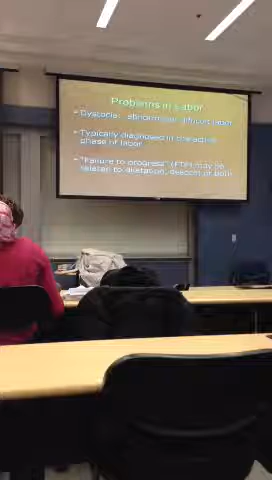 Problems in Labor
• Dystocia: abnormal or difficult labor
• Typically diagnosed in the active
phase of labor
• "Failure to progress" (FTP) may be
related to dilatation, descent or both